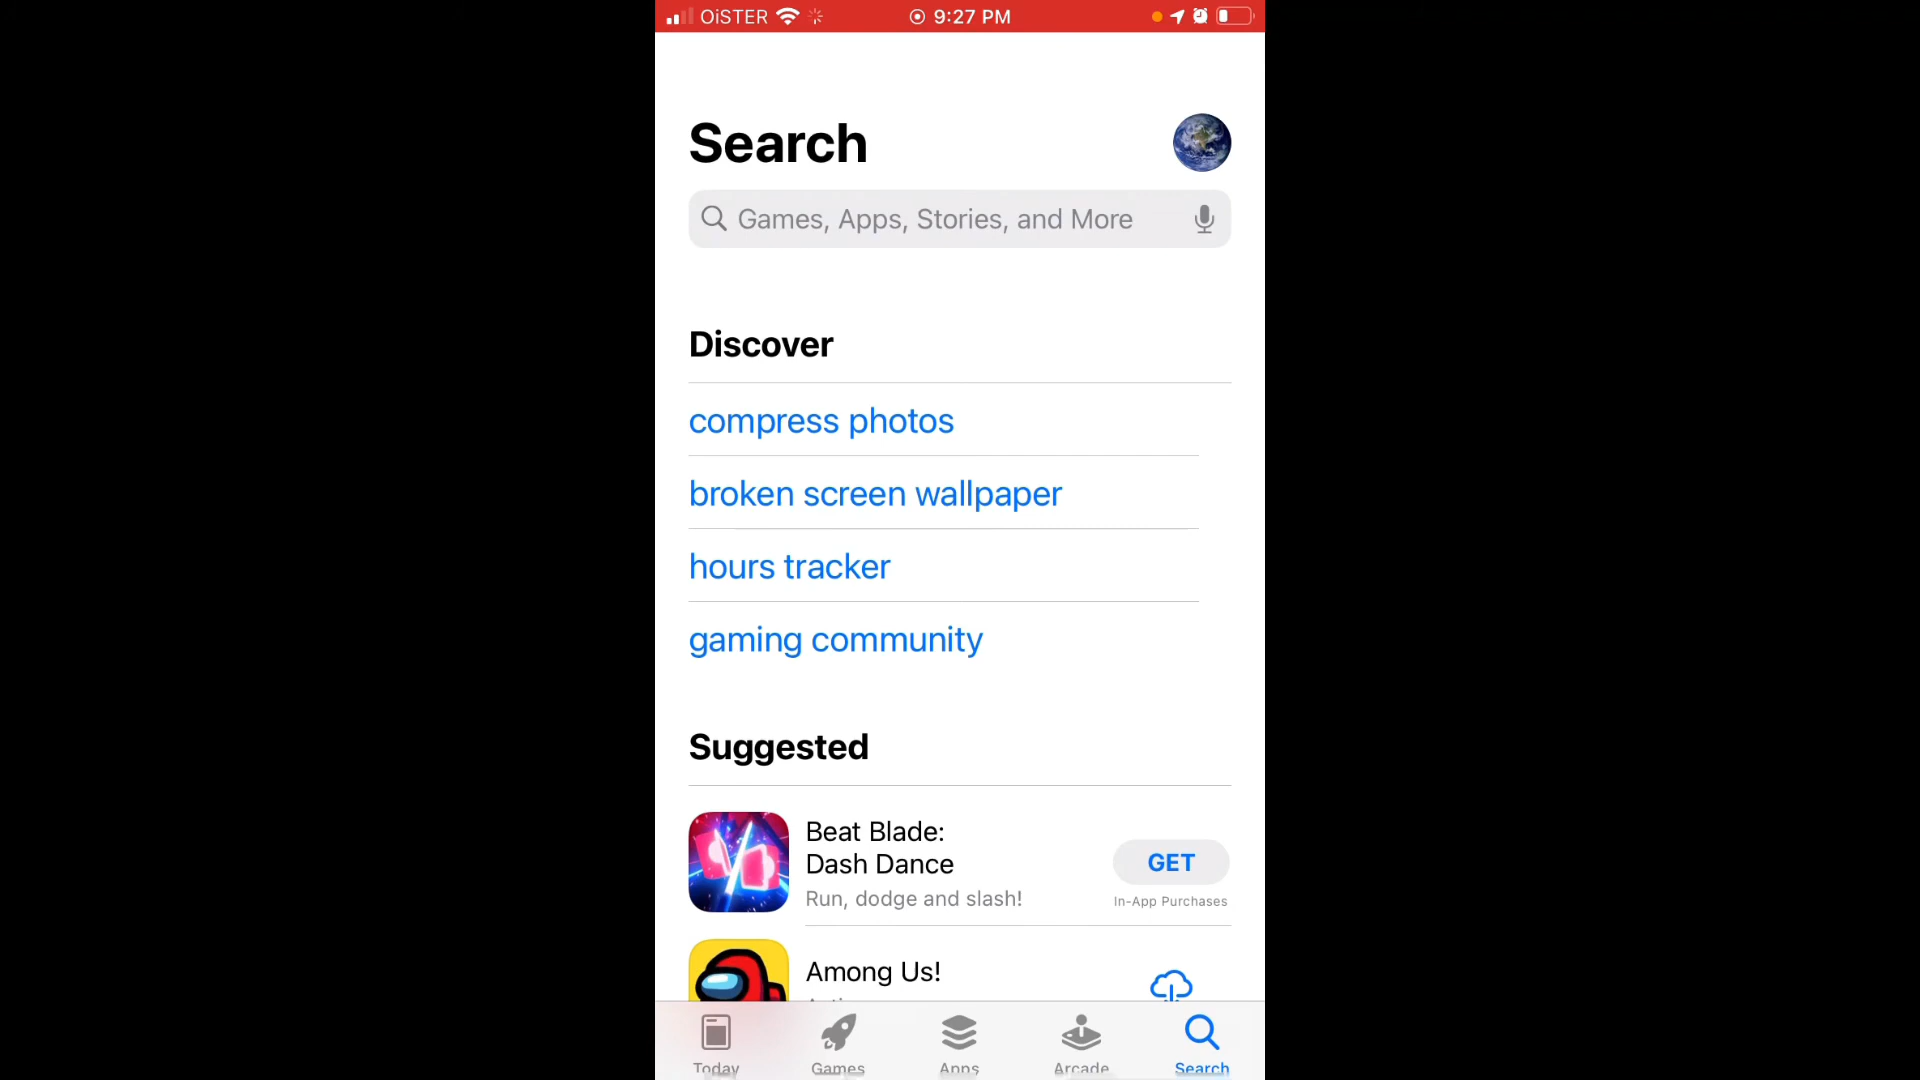 OiSTER 9:27 PM
Search
Games, Apps, Stories, and More
Discover
compress photos
broken screen wallpaper
hours tracker
gaming community
Suggested
Beat Blade:
Dash Dance
Run, dodge and slash!
GET
In-App Purchases
Among Us!
Today Games Apps Arcade Search